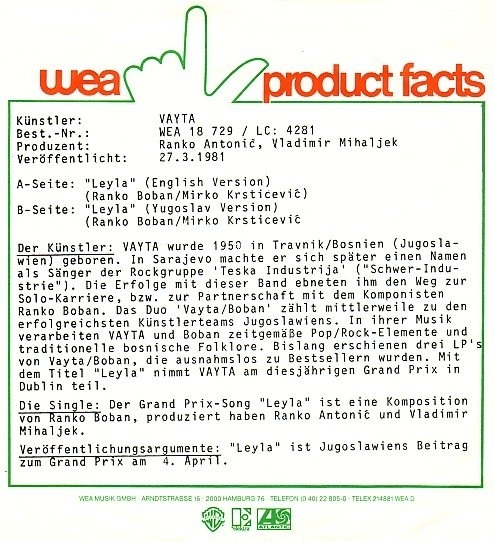 wea product facts
Künstler: VAYTA
Best.-Nr.: WEA 18 729 / LC: 4281
Produzent: Ranko Antonić, Vladimir Mihaljek
Veröffentlicht: 27.3.1981
A-Seite: "Leyla" (English Version)
(Ranko Boban/Mirko Krstićević)
B-Seite: "Leyla" (Yugoslav Version)
(Ranko Boban/Mirko Krsticević
Der Künstler: VAYTA wurde 1950 in Travnik/Bosnien (Jugosla-
wien) geboren. In Sarajevo machte er sich später einen Namen
als Sänger der Rockgruppe 'Teska Industrija' ("Schwer-Indu-
strie"). Die Erfolge mit dieser Band ebneten ihm den Weg zur
Solo-Karriere, bzw. zur Partnerschaft mit dem Komponisten
Ranko Boban. Das Duo 'Vayta/Boban' zählt mittlerweile zu den
erfolgreichsten Künstlerteams Jugoslawiens. In ihrer Musik
verarbeiten VAYTA und Boban zeitgemäße Pop/Rock-Elemente und
traditionelle bosnische Folklore. Bislang erschienen drei LP's
von Vayta/Boban, die ausnahmslos zu Bestsellern wurden. Mit
dem Titel "Leyla" nimmt VAYTA am diesjährigen Grand Prix in
Dublin teil.
Die Single: Der Grand Prix-Song "Leyla" ist eine Komposition
von Ranko Boban, produziert haben Ranko Antonić und Vladimir
Mihaljek.
Veröffentlichungsargumente: "Leyla" ist Jugoslawiens Beitrag
zum Grand Prix am 4. April.
WEA MUSIK GMBH · ARNDTSTRASSE 16 · 2000 HAMBURG 76 · TELEFON (0 40) 22 805-0 · TELEX 214881 WEA D